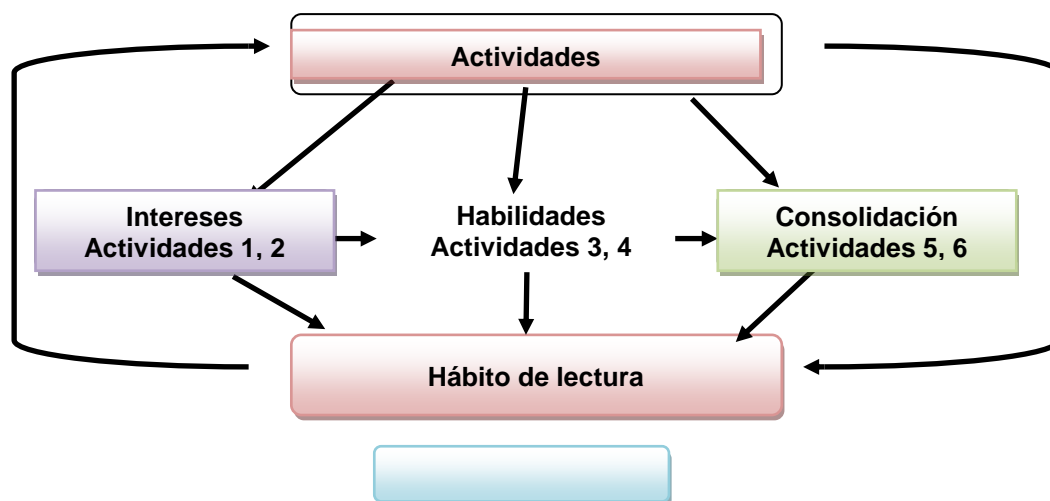 Actividades
Intereses
Actividades 1, 2
Habilidades
Actividades 3, 4
Consolidación
Actividades 5, 6
Hábito de lectura